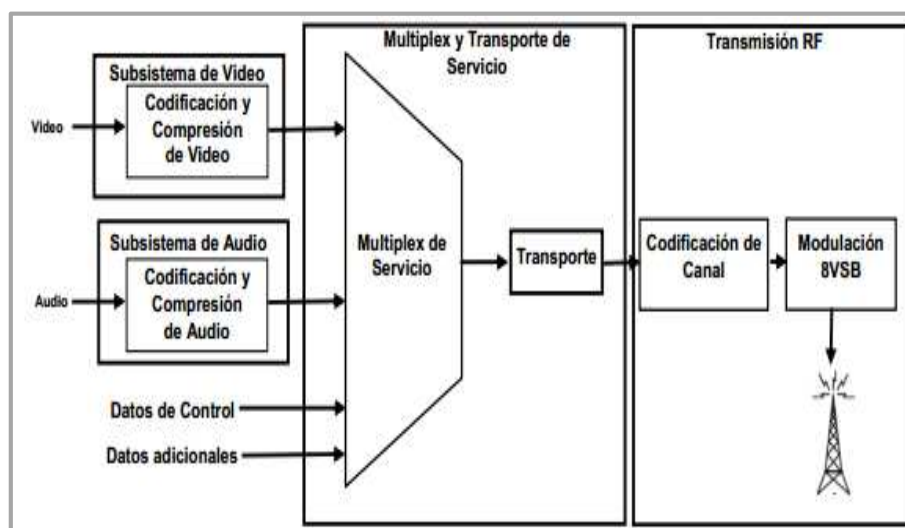 Multiplex y Transporte de
Servicio
Transmisión RF
Subsistema de Video
Codificación y
Compresión
de Video
Video
Subsistema de Audio
Codificación y
Compresión
de Audio
Audio
Datos de Control
Datos adicionales
Multiplex de
Servicio
Transporte
Codificación de
Canal
Modulación
8VSB